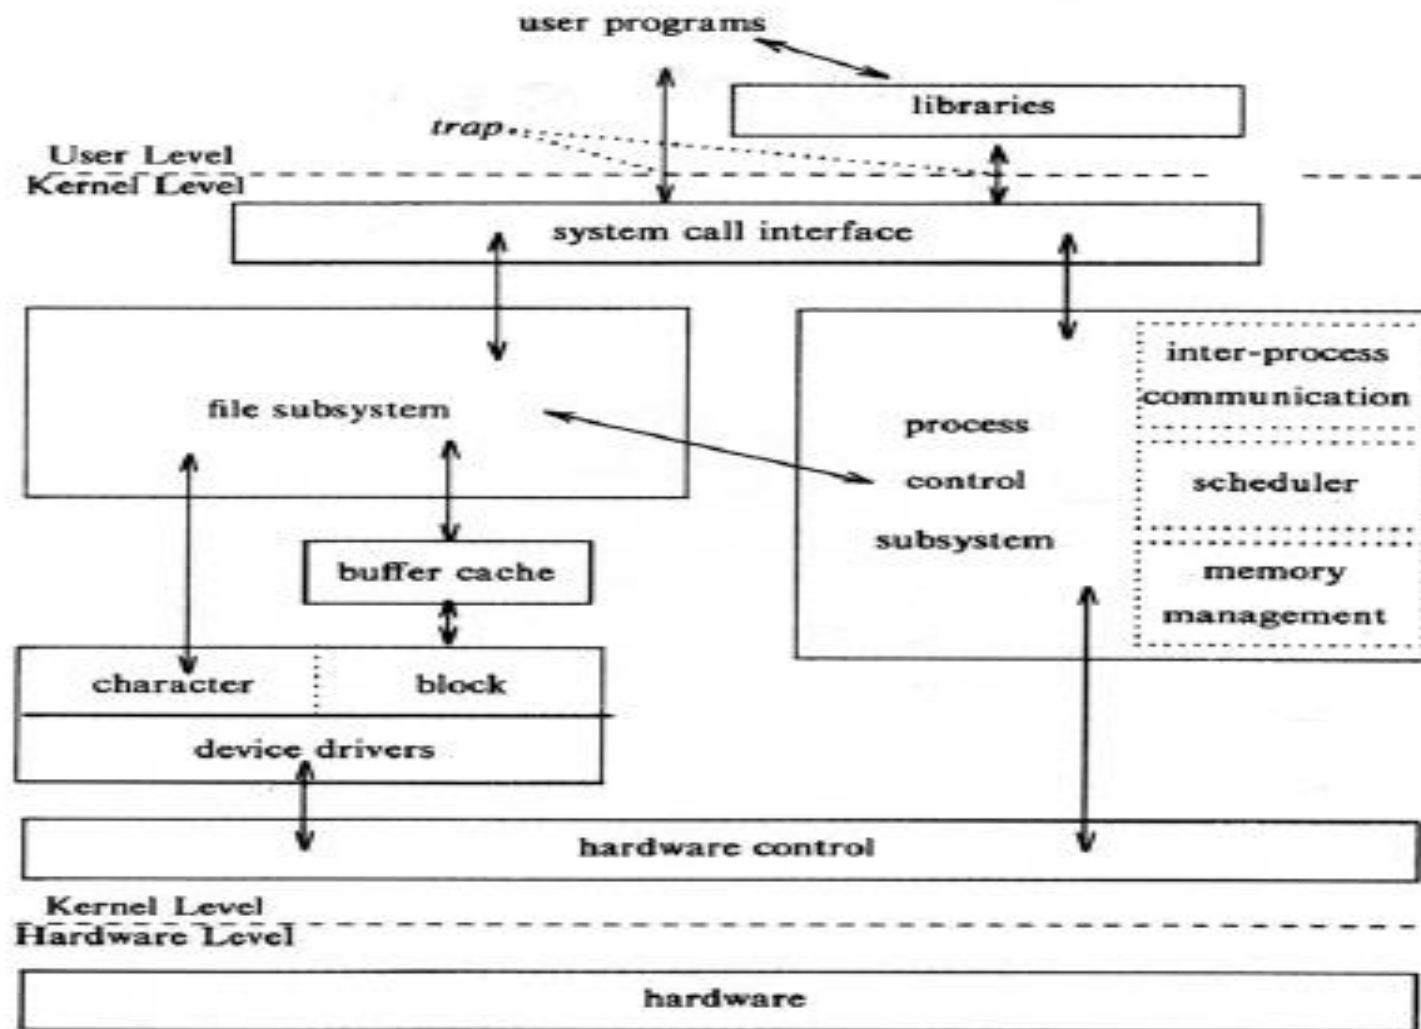 user programs
libraries
trap
User Level
Kernel Level
system call interface
file subsystem
inter-process
communication
process
control
subsystem
scheduler
memory
management
buffer cache
character
block
device drivers
hardware control
Kernel Level
Hardware Level
hardware